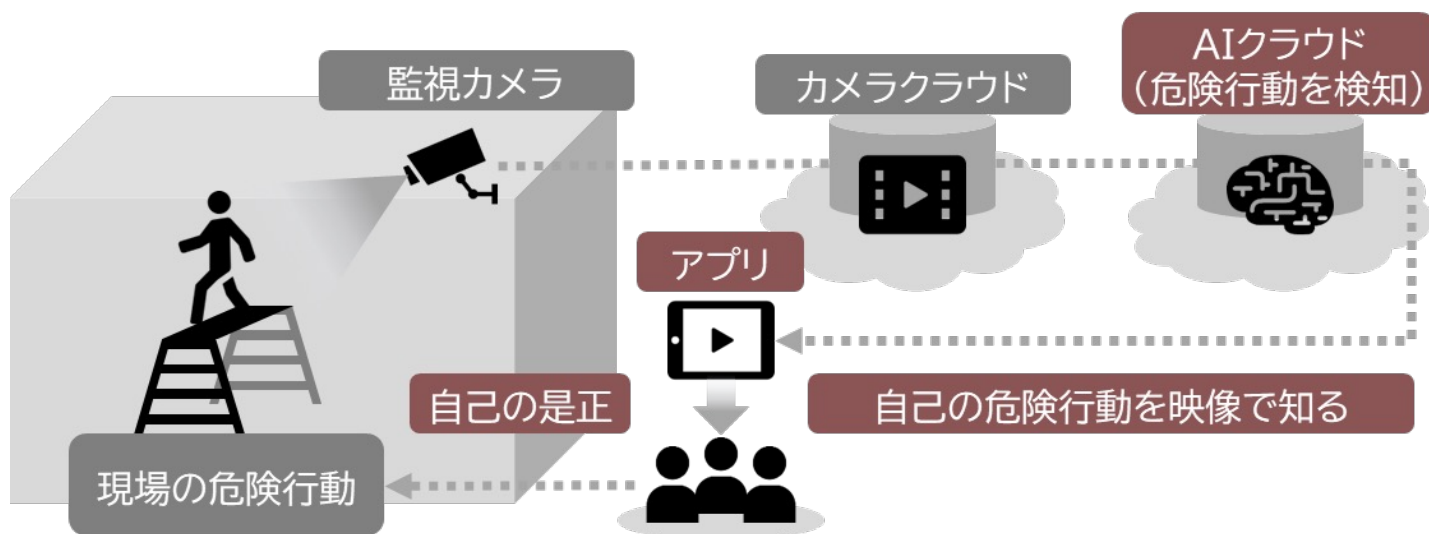 監視カメラ
カメラクラウド
AIクラウド
（危険行動を検知）
アプリ
自己の是正
自己の危険行動を映像で知る
現場の危険行動